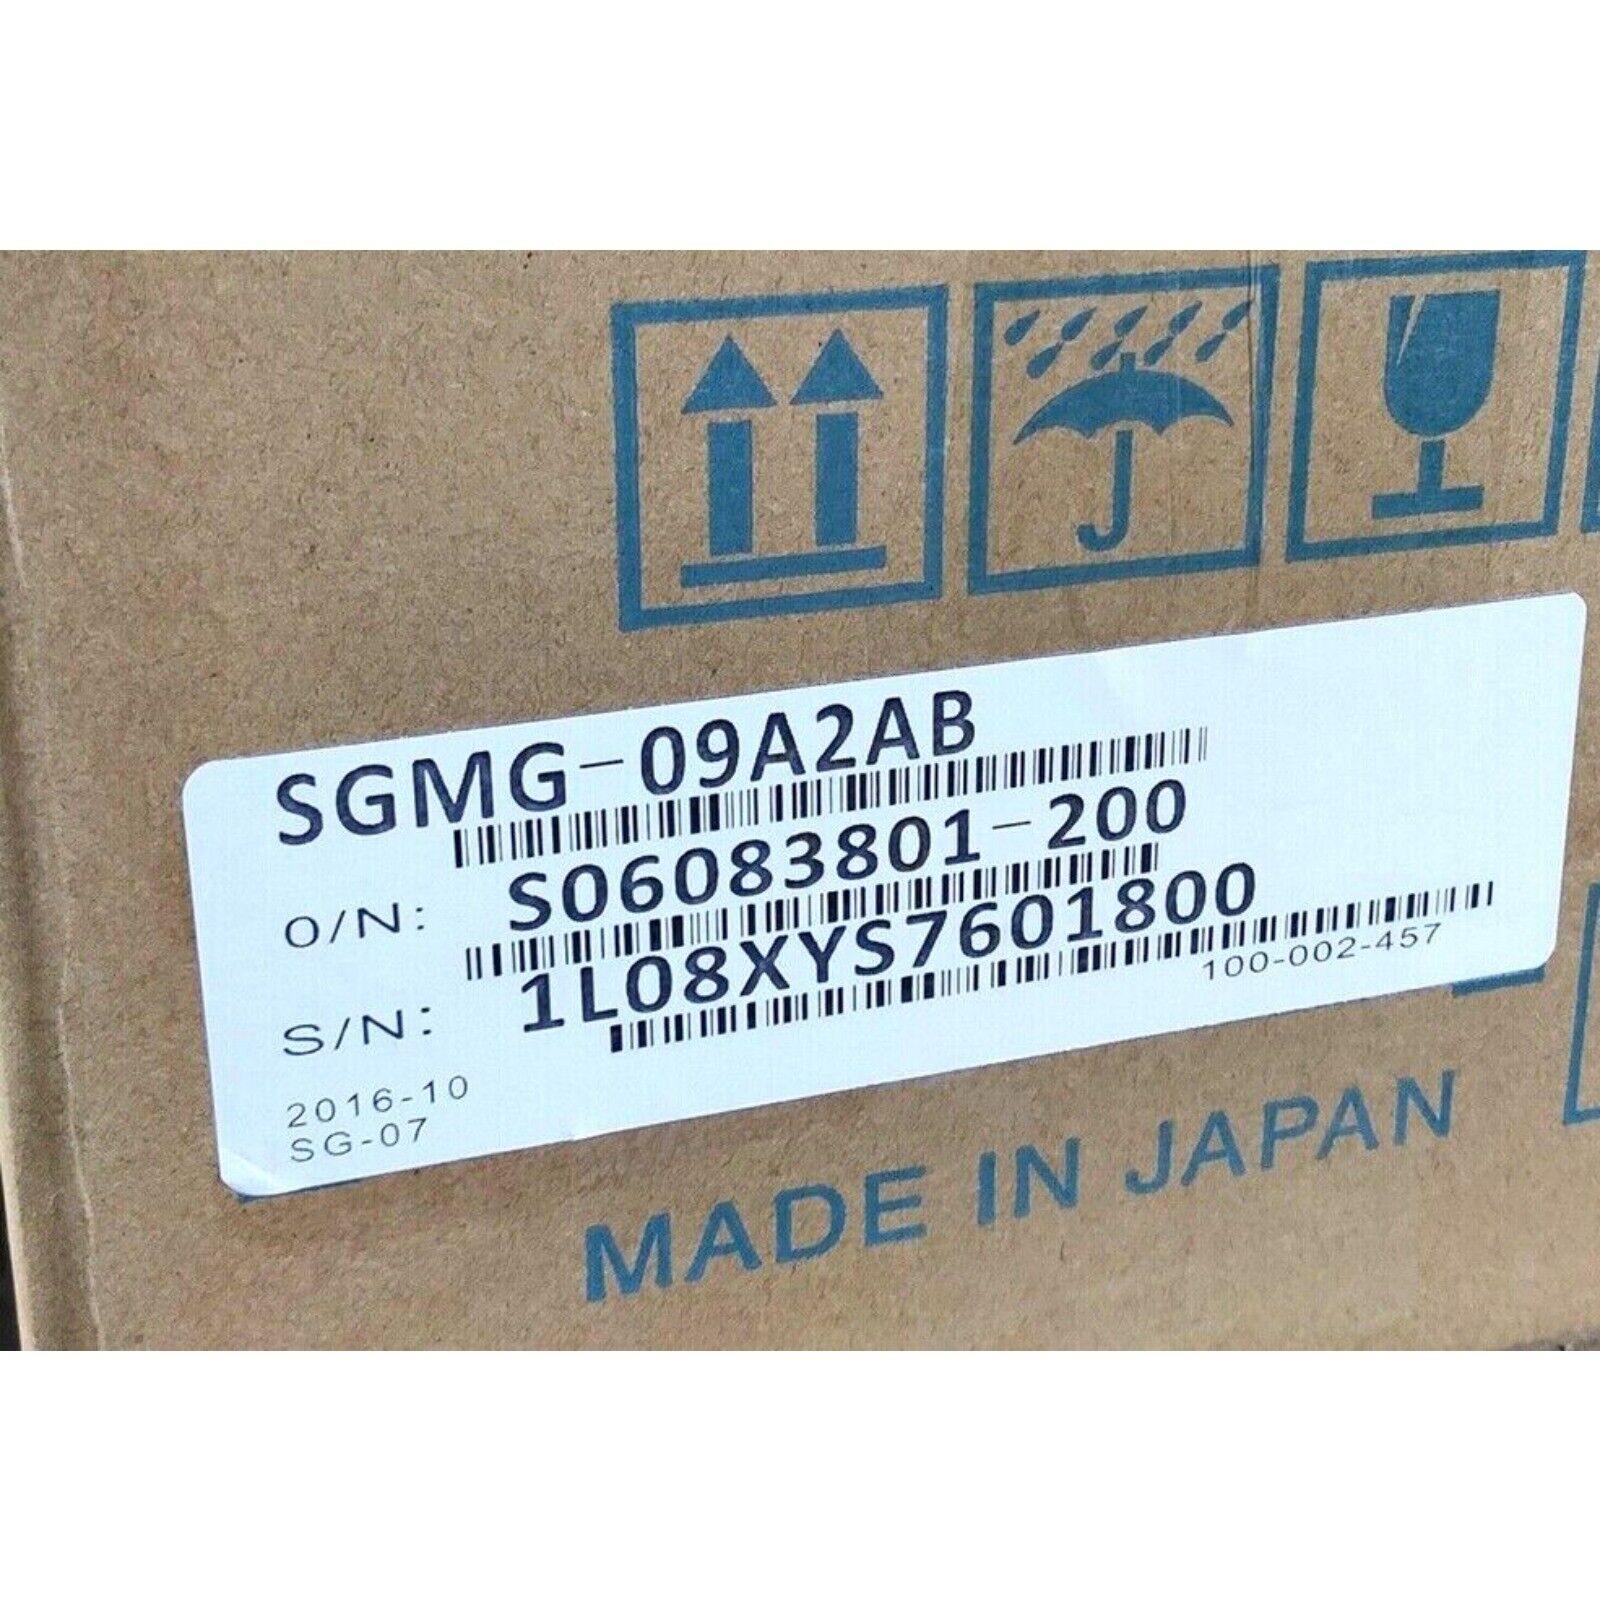 SGMG-09A2AB
O/N: S06083801-200
S/N: 1L08XYS7601800
100-002-457
2016-10
SG-07
MADE IN JAPAN